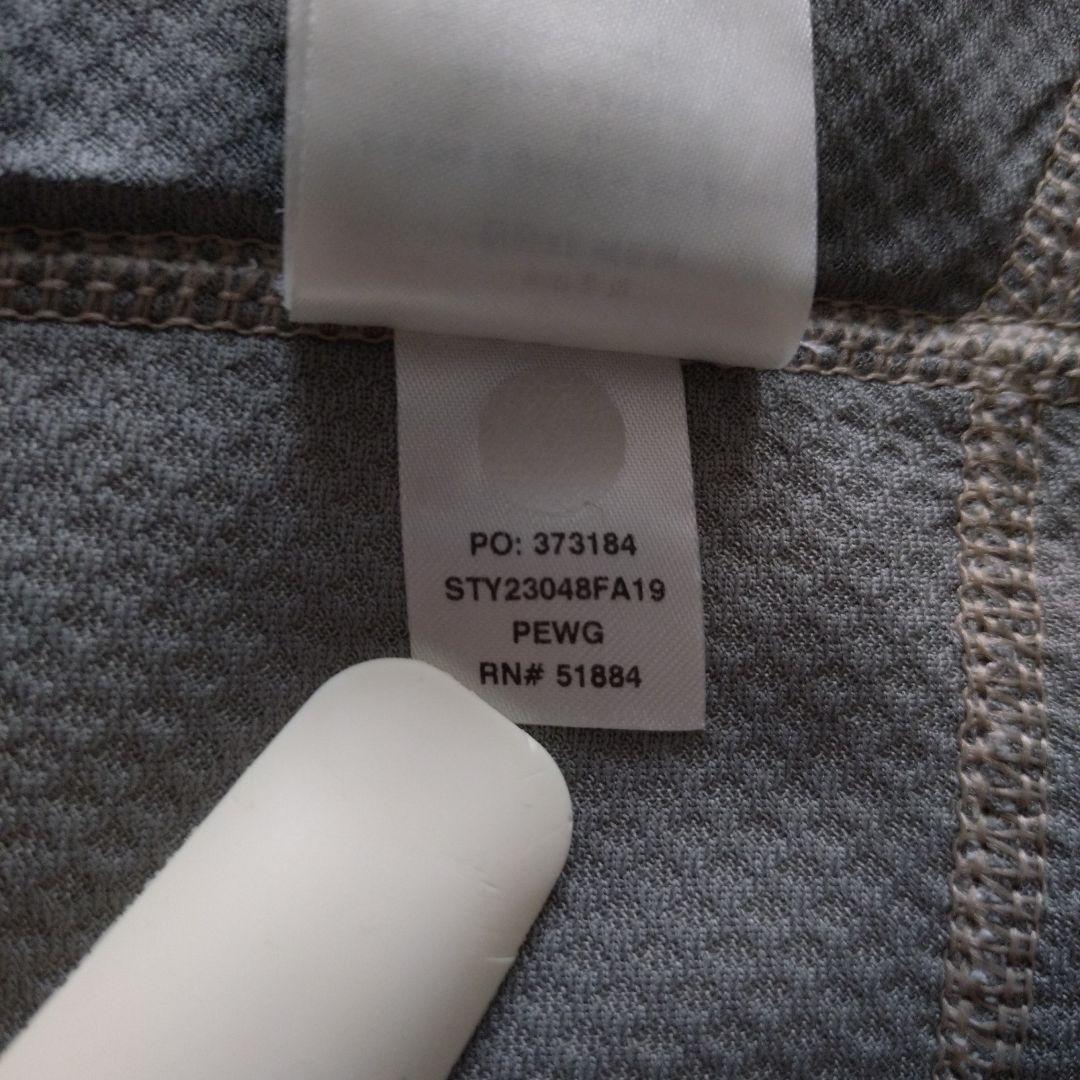 PO: 373184
STY23048FA19
PEWG
RN# 51884